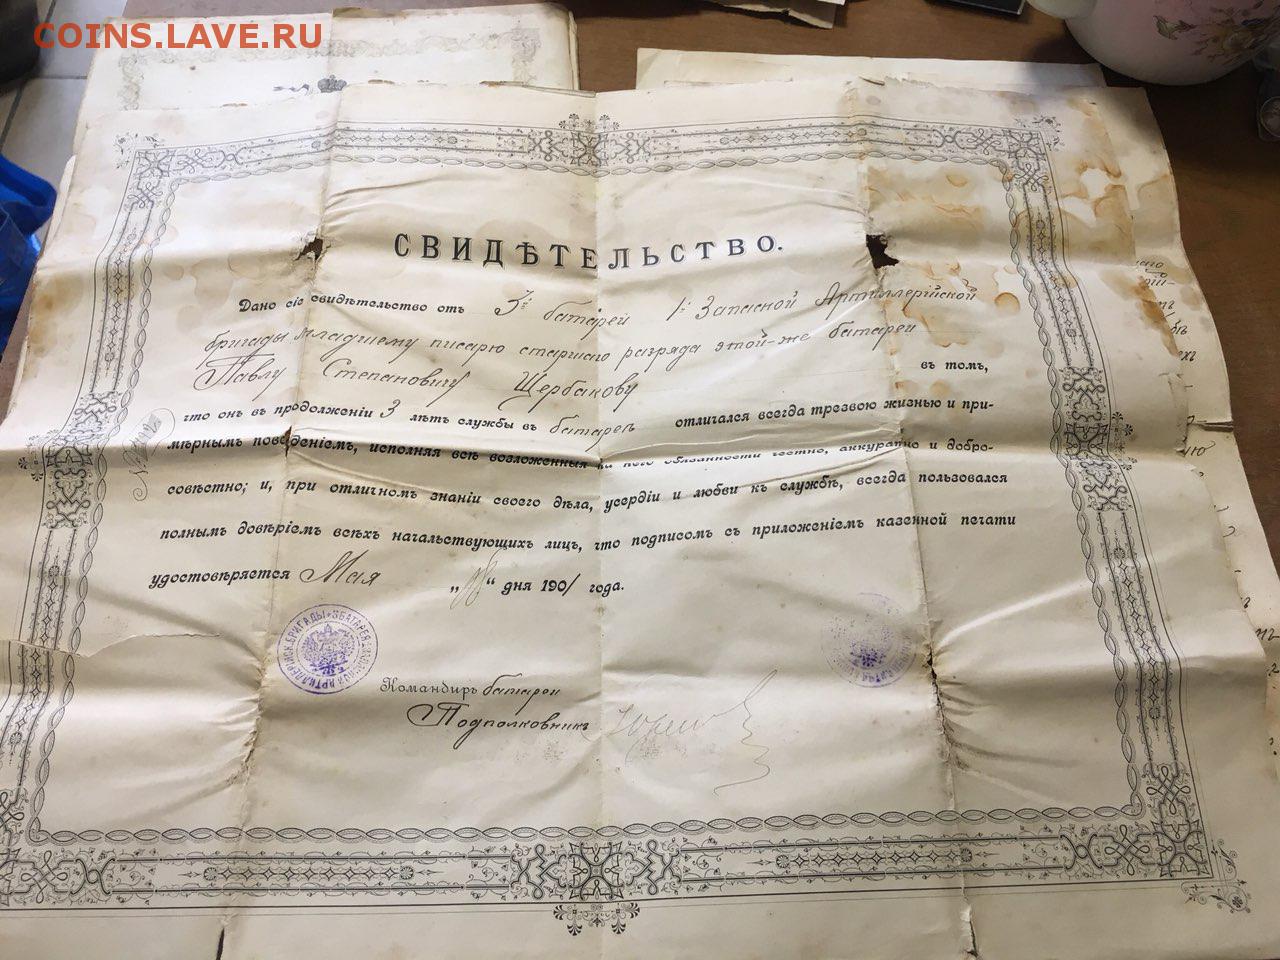 COINS.LAVE.RU
СВИДѢТЕЛЬСТВО.
Дано сіе свидѣтельство отъ 3й батареи 1й Запасной Артиллерійской
бригады младшему писарю старшаго разряда этой-же батареи
Павлу Степановичу Щербакову въ томъ,
что онъ въ продолженіи 3 лѣтъ службы въ батареѣ отличался всегда трезвою жизнью и при-
мѣрнымъ поведеніемъ, исполняя всѣ возложенныя на него обязанности честно, аккуратно и добро-
совѣстно; и, при отличномъ знаніи своего дѣла, усердіи и любви къ службѣ, всегда пользовался
полнымъ довѣріемъ всѣхъ начальствующихъ лицъ, что подписомъ съ приложеніемъ казенной печати
удостовѣряется Мая „ “ дня 1901 года.
Командиръ батареи
Подполковникъ